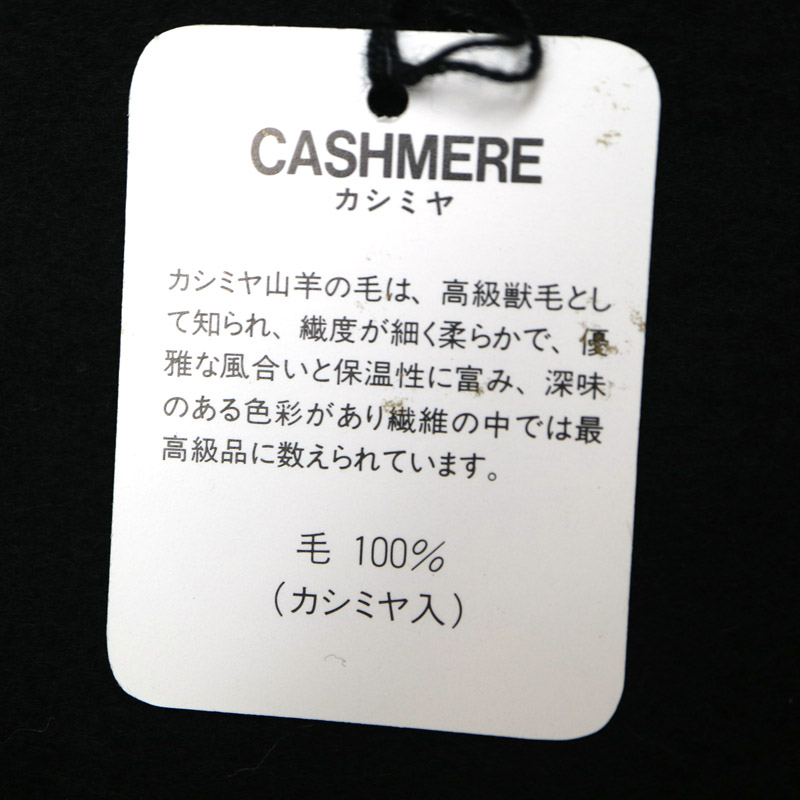 CASHMERE
カシミヤ
カシミヤ山羊の毛は、高級獣毛とし
て知られ、繊度が細く柔らかで、優
雅な風合いと保温性に富み、深味
のある色彩があり繊維の中では最
高級品に数えられています。
毛 100%
(カシミヤ入)